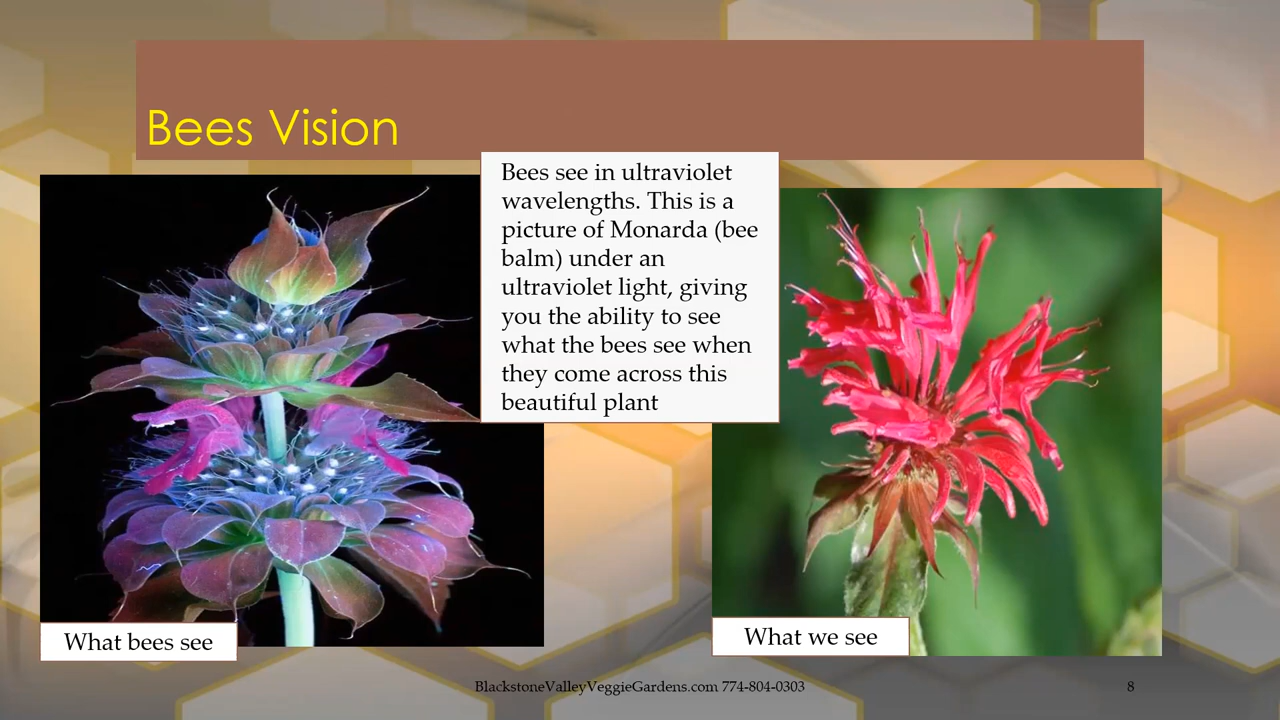 Bees Vision
Bees see in ultraviolet
wavelengths. This is a
picture of Monarda (bee
balm) under an
ultraviolet light, giving
you the ability to see
what the bees see when
they come across this
beautiful plant
What bees see
What we see
BlackstoneValleyVeggieGardens.com 774-804-0303
8